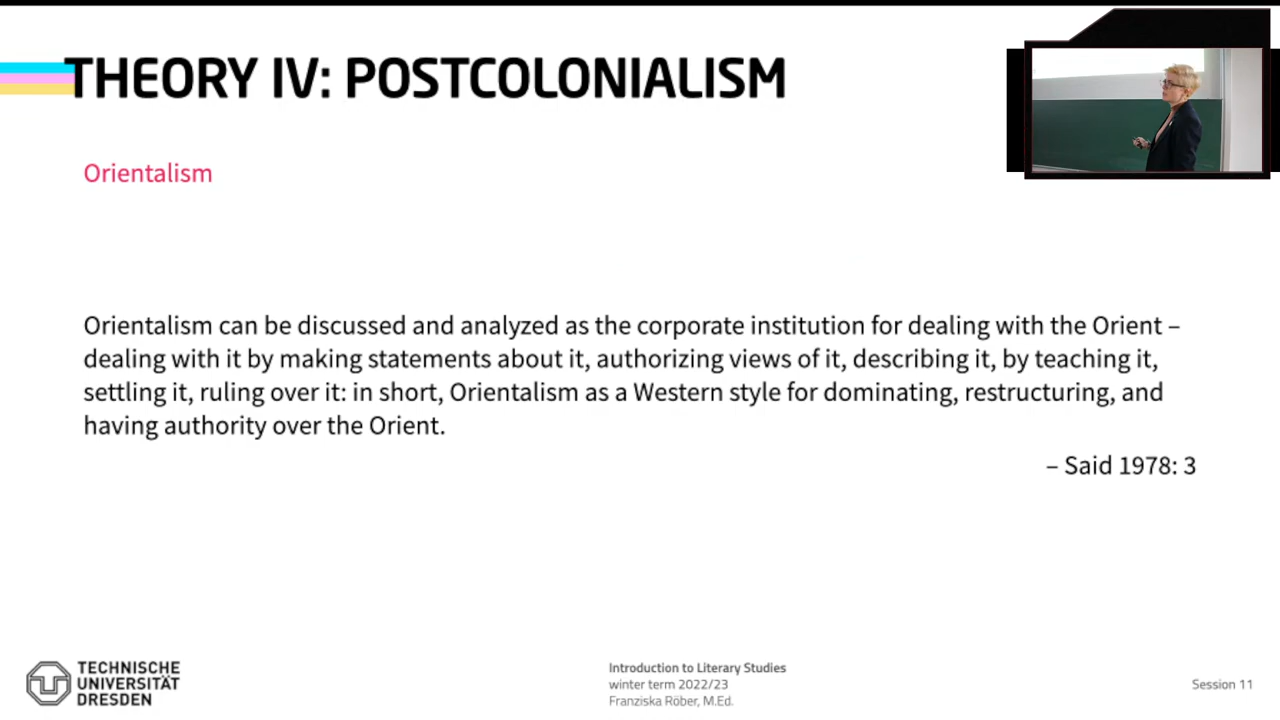 THEORY IV: POSTCOLONIALISM
Orientalism
Orientalism can be discussed and analyzed as the corporate institution for dealing with the Orient –
dealing with it by making statements about it, authorizing views of it, describing it, by teaching it,
settling it, ruling over it: in short, Orientalism as a Western style for dominating, restructuring, and
having authority over the Orient.
– Said 1978: 3
TECHNISCHE
UNIVERSITÄT
DRESDEN
Introduction to Literary Studies
winter term 2022/23
Franziska Röber, M.Ed.
Session 11